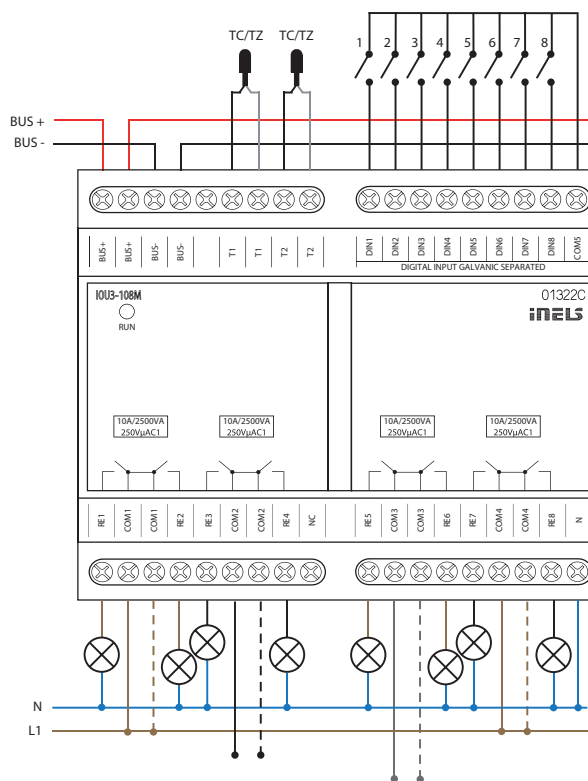 TC/TZ TC/TZ
1 2 3 4 5 6 7 8
BUS +
BUS -
BUS+ BUS+ BUS- BUS- T1 T1 T2 T2 DIN1 DIN2 DIN3 DIN4 DIN5 DIN6 DIN7 DIN8 COM5
DIGITAL INPUT GALVANIC SEPARATED
IOU3-108M 01322C
iNELS
RUN
10A/2500VA 10A/2500VA 10A/2500VA 10A/2500VA
250VµAC1 250VµAC1 250VµAC1 250VµAC1
RE1 COM1 COM1 RE2 RE3 COM2 COM2 RE4 NC RE5 COM3 COM3 RE6 RE7 COM4 COM4 RE8 N
N
L1